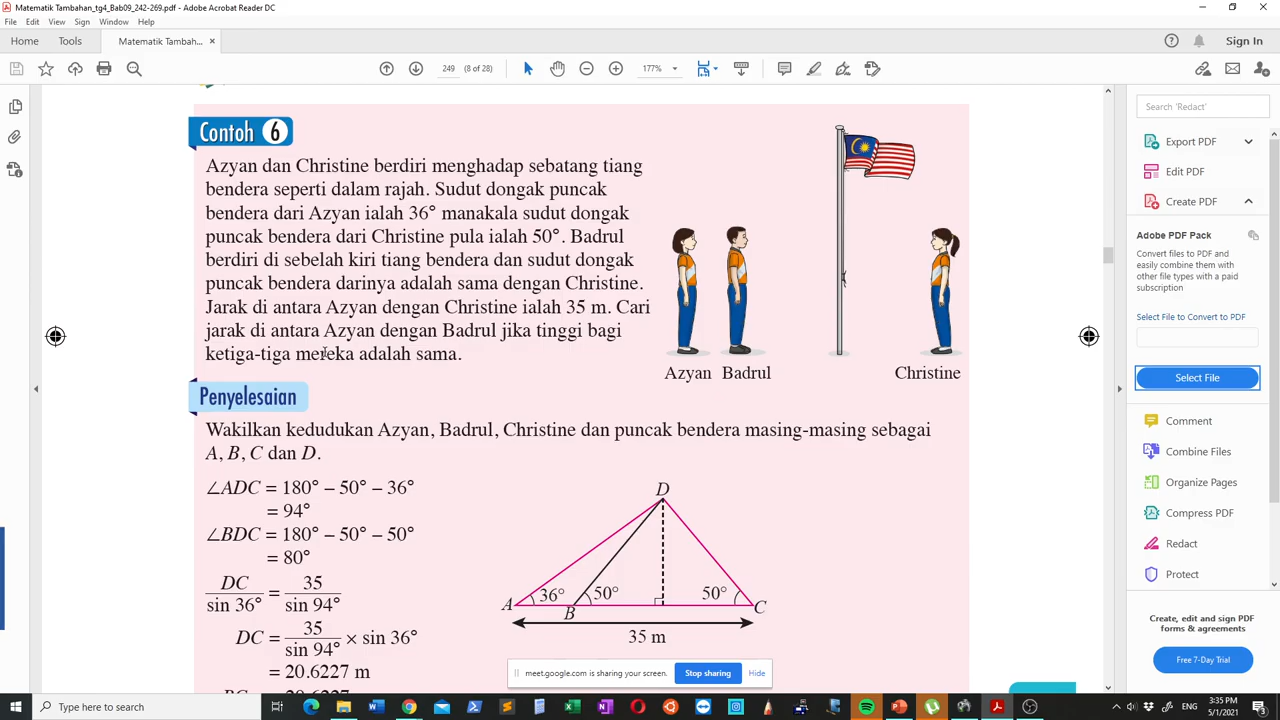 Matematik Tambahan_tg4_Bab09_242-269.pdf - Adobe Acrobat Reader DC
File Edit View Sign Window Help
Home Tools Matematik Tambah... × Sign In
249 (8 of 28) 177%
Contoh 6
Azyan dan Christine berdiri menghadap sebatang tiang
bendera seperti dalam rajah. Sudut dongak puncak
bendera dari Azyan ialah 36° manakala sudut dongak
puncak bendera dari Christine pula ialah 50°. Badrul
berdiri di sebelah kiri tiang bendera dan sudut dongak
puncak bendera darinya adalah sama dengan Christine.
Jarak di antara Azyan dengan Christine ialah 35 m. Cari
jarak di antara Azyan dengan Badrul jika tinggi bagi
ketiga-tiga mereka adalah sama.
Azyan Badrul Christine
Penyelesaian
Wakilkan kedudukan Azyan, Badrul, Christine dan puncak bendera masing-masing sebagai
A, B, C dan D.
∠ADC = 180° – 50° – 36°
= 94°
∠BDC = 180° – 50° – 50°
= 80°
DC/sin 36° = 35/sin 94°
DC = 35/sin 94° × sin 36°
= 20.6227 m
D
36° 50° 50°
A B C
35 m
meet.google.com is sharing your screen. Stop sharing Hide
Search 'Redact'
Export PDF
Edit PDF
Create PDF
Adobe PDF Pack
Convert files to PDF and
easily combine them with
other file types with a paid
subscription
Select File to Convert to PDF
Select File
Comment
Combine Files
Organize Pages
Compress PDF
Redact
Protect
Create, edit and sign PDF
forms & agreements
Free 7-Day Trial
Type here to search
ENG
3:35 PM
5/1/2021